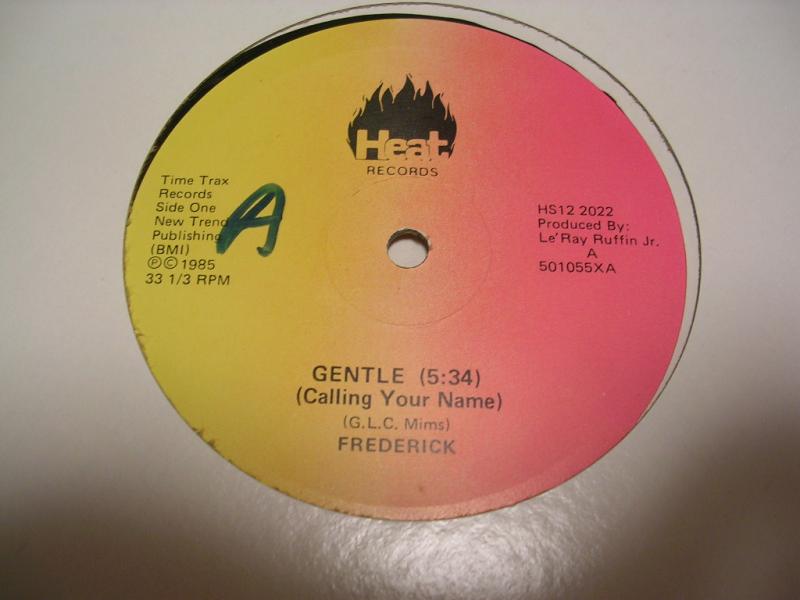 Heat
RECORDS
Time Trax
Records
Side One
New Trend
Publishing
(BMI)
Ⓟ© 1985
33 1/3 RPM
A
HS12 2022
Produced By:
Le'Ray Ruffin Jr.
A
501055XA
GENTLE (5:34)
(Calling Your Name)
(G.L.C. Mims)
FREDERICK